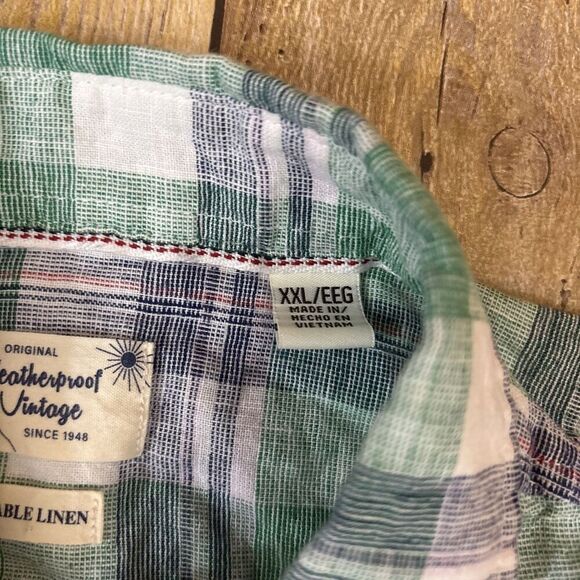 XXL/EEG
MADE IN/
HECHO EN
VIETNAM
ORIGINAL
eatherproof
Vintage
SINCE 1948
ABLE LINEN